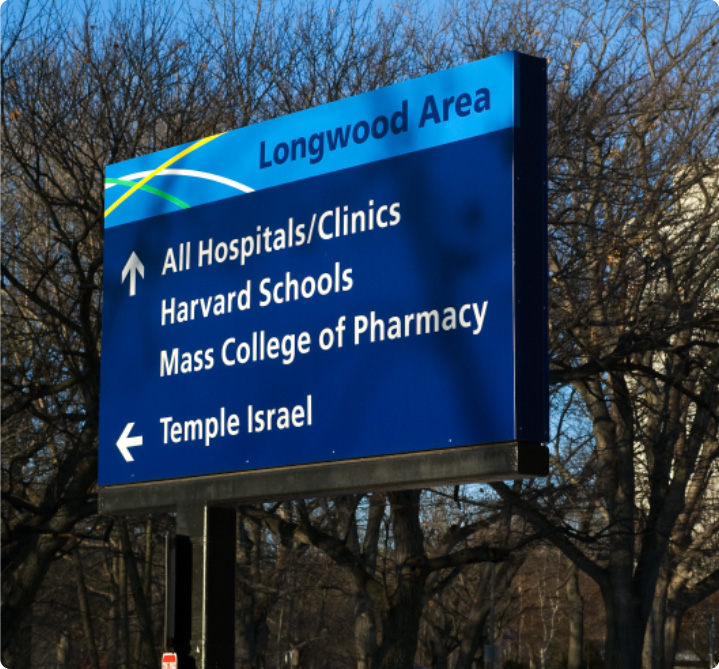 Longwood Area
↑ All Hospitals/Clinics
Harvard Schools
Mass College of Pharmacy
← Temple Israel